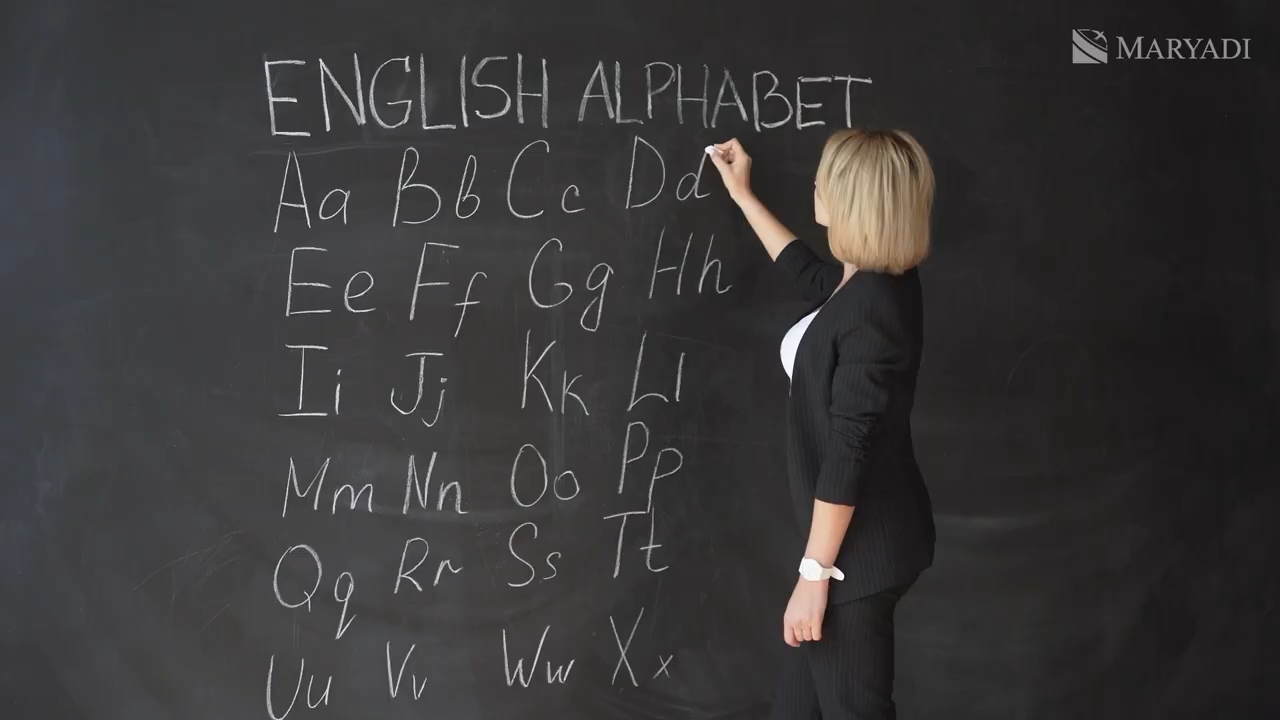 MARYADI
ENGLISH ALPHABET
Aa Bb Cc Dd
Ee Ff Gg Hh
Ii Jj Kk Ll
Mm Nn Oo Pp
Qq Rr Ss Tt
Uu Vv Ww Xx